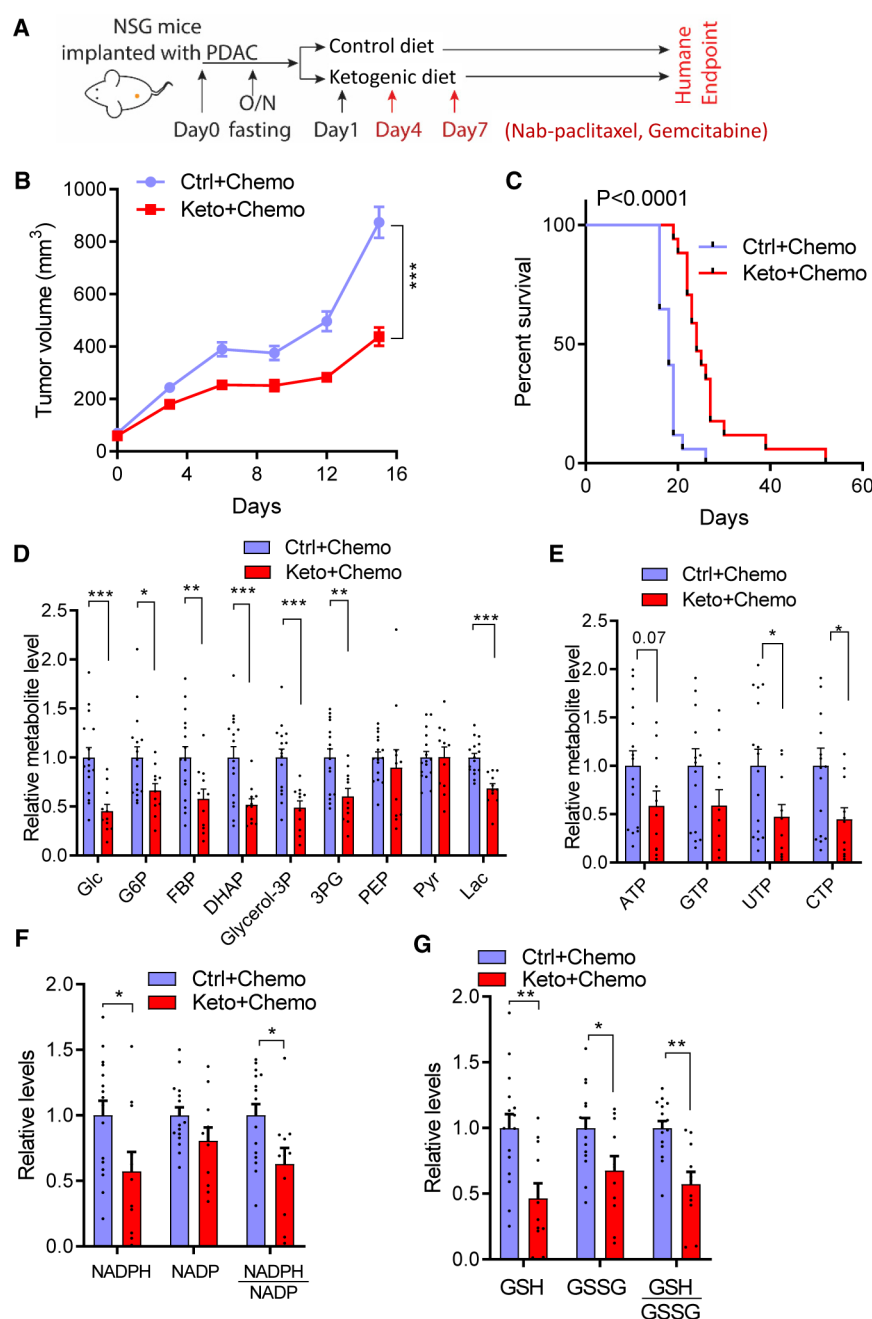 A
NSG mice
implanted with PDAC
Control diet
Ketogenic diet
O/N
Day0 fasting
Day1
Day4
Day7
(Nab-paclitaxel, Gemcitabine)
Humane
Endpoint
B
Ctrl+Chemo
Keto+Chemo
Tumor volume (mm3)
1000
800
600
400
200
0
***
0 4 8 12 16
Days
C
P<0.0001
Ctrl+Chemo
Keto+Chemo
Percent survival
100
50
0
0 20 40 60
Days
D
Ctrl+Chemo
Keto+Chemo
Relative metabolite level
2.5
2.0
1.5
1.0
0.5
0.0
*** * ** *** *** ** ***
Glc G6P FBP DHAP Glycerol-3P 3PG PEP Pyr Lac
E
Ctrl+Chemo
Keto+Chemo
Relative metabolite level
2.5
2.0
1.5
1.0
0.5
0.0
0.07 * *
ATP GTP UTP CTP
F
Ctrl+Chemo
Keto+Chemo
Relative levels
2.0
1.5
1.0
0.5
0.0
* *
NADPH NADP NADPH
NADP
G
Ctrl+Chemo
Keto+Chemo
Relative levels
2.0
1.5
1.0
0.5
0.0
** * **
GSH GSSG GSH
GSSG